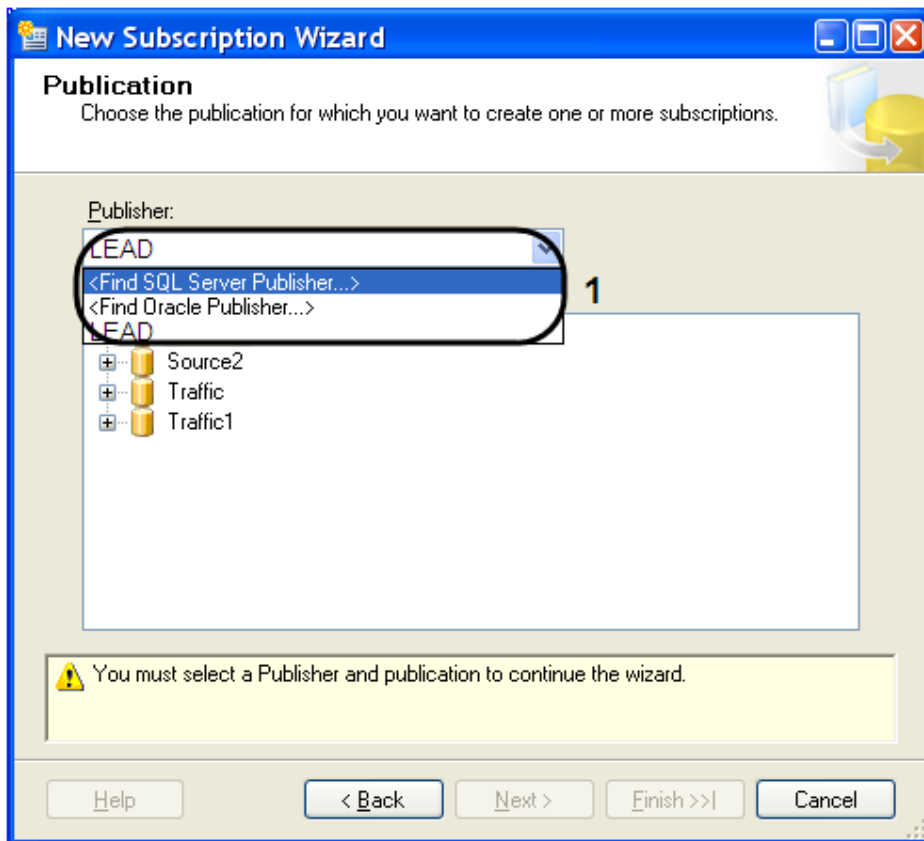 New Subscription Wizard
Publication
Choose the publication for which you want to create one or more subscriptions.
Publisher:
LEAD
<Find SQL Server Publisher...>
<Find Oracle Publisher...>
LEAD
1
Source2
Traffic
Traffic1
You must select a Publisher and publication to continue the wizard.
Help
< Back
Next >
Finish >>|
Cancel